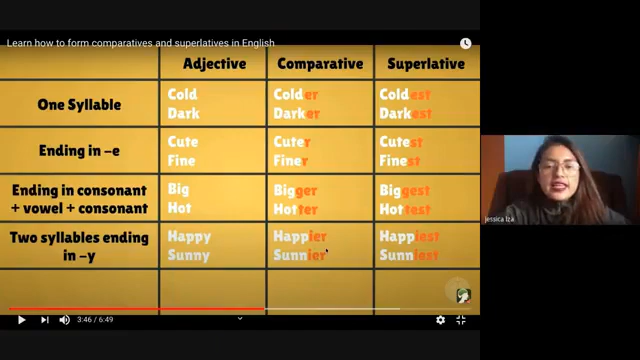 Learn how to form comparatives and superlatives in English
Adjective Comparative Superlative
One Syllable
Cold Colder Coldest
Dark Darker Darkest
Ending in -e
Cute Cuter Cutest
Fine Finer Finest
Ending in consonant
+ vowel + consonant
Big Bigger Biggest
Hot Hotter Hottest
Two syllables ending
in -y
Happy Happier Happiest
Sunny Sunnier Sunniest
3:46 / 6:49
Jessica Iza